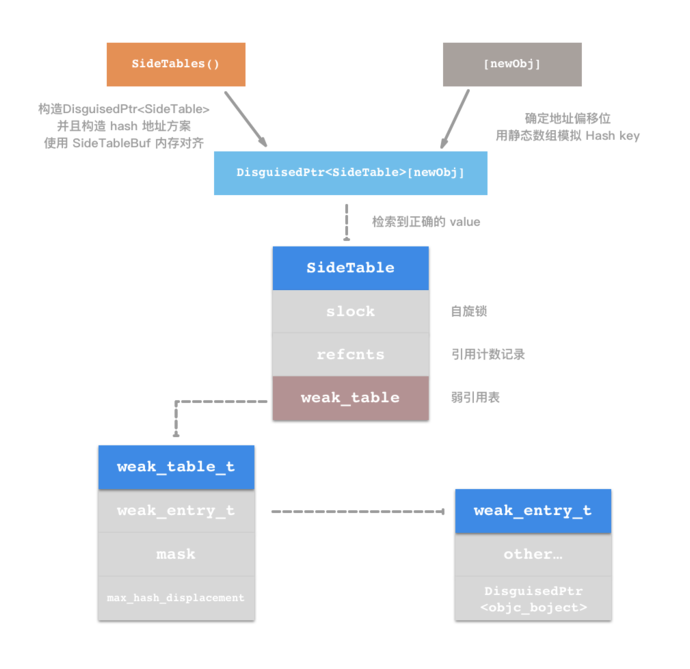 SideTables()
[newObj]
构造DisguisedPtr<SideTable>
并且构造 hash 地址方案
使用 SideTableBuf 内存对齐
确定地址偏移位
用静态数组模拟 Hash key
DisguisedPtr<SideTable>[newObj]
检索到正确的 value
SideTable
slock
自旋锁
refcnts
引用计数记录
weak_table
弱引用表
weak_table_t
weak_entry_t
mask
max_hash_displacement
weak_entry_t
other…
DisguisedPtr
<objc_boject>